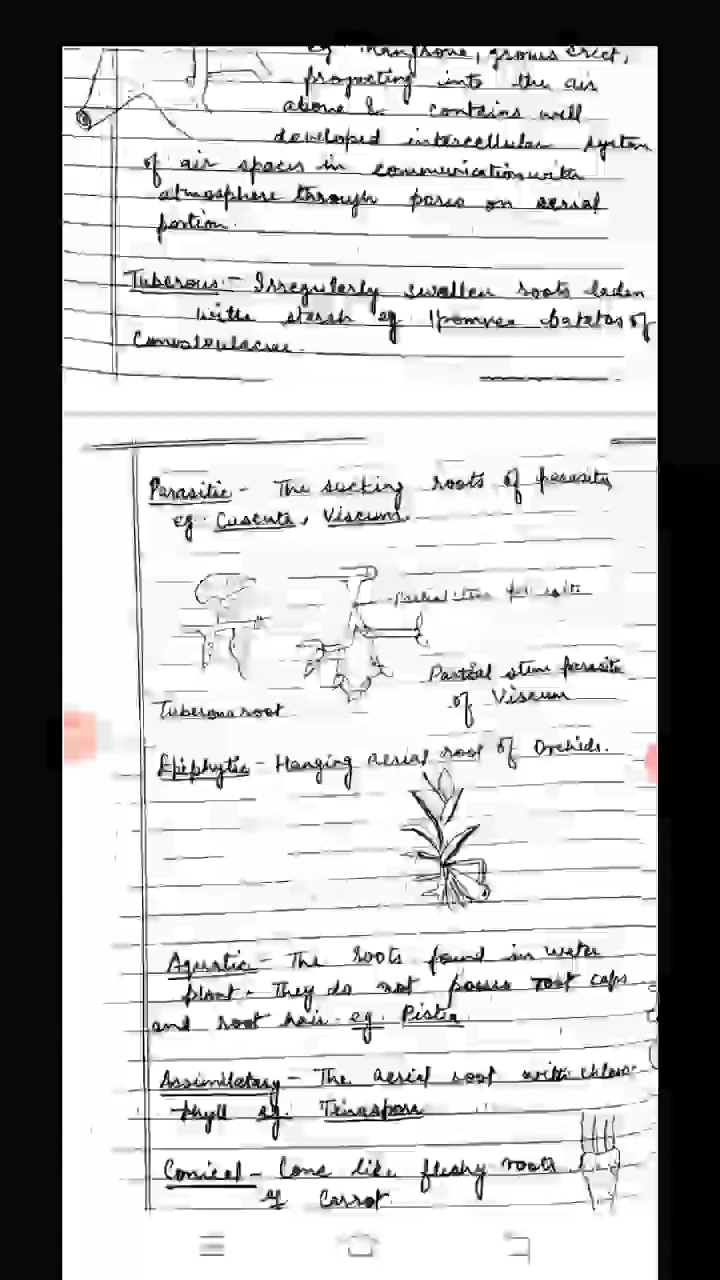 eg Mangrove, grows erect,
projecting into the air
above & contains well
developed intercellular system
of air spaces in communication with
atmosphere through pores on aerial
portion.
Tuberous :- Irregularly swollen roots laden
with starch eg Ipomoea batatas of
Convolvulaceae.
Parasitic - The sucking roots of parasites
eg. Cuscuta, Viscum.
Partial stem parasite
Partial stem parasite
of Viscum
Tuberous root
Epiphytic - Hanging aerial root of Orchids.
Aquatic - The roots found in water
plant. They do not posses root caps
and root hair eg. Pistia
Assimilatary - The aerial root with chloro-
phyll eg. Tinospora
Conical - Cone like fleshy roots
of Carrot.